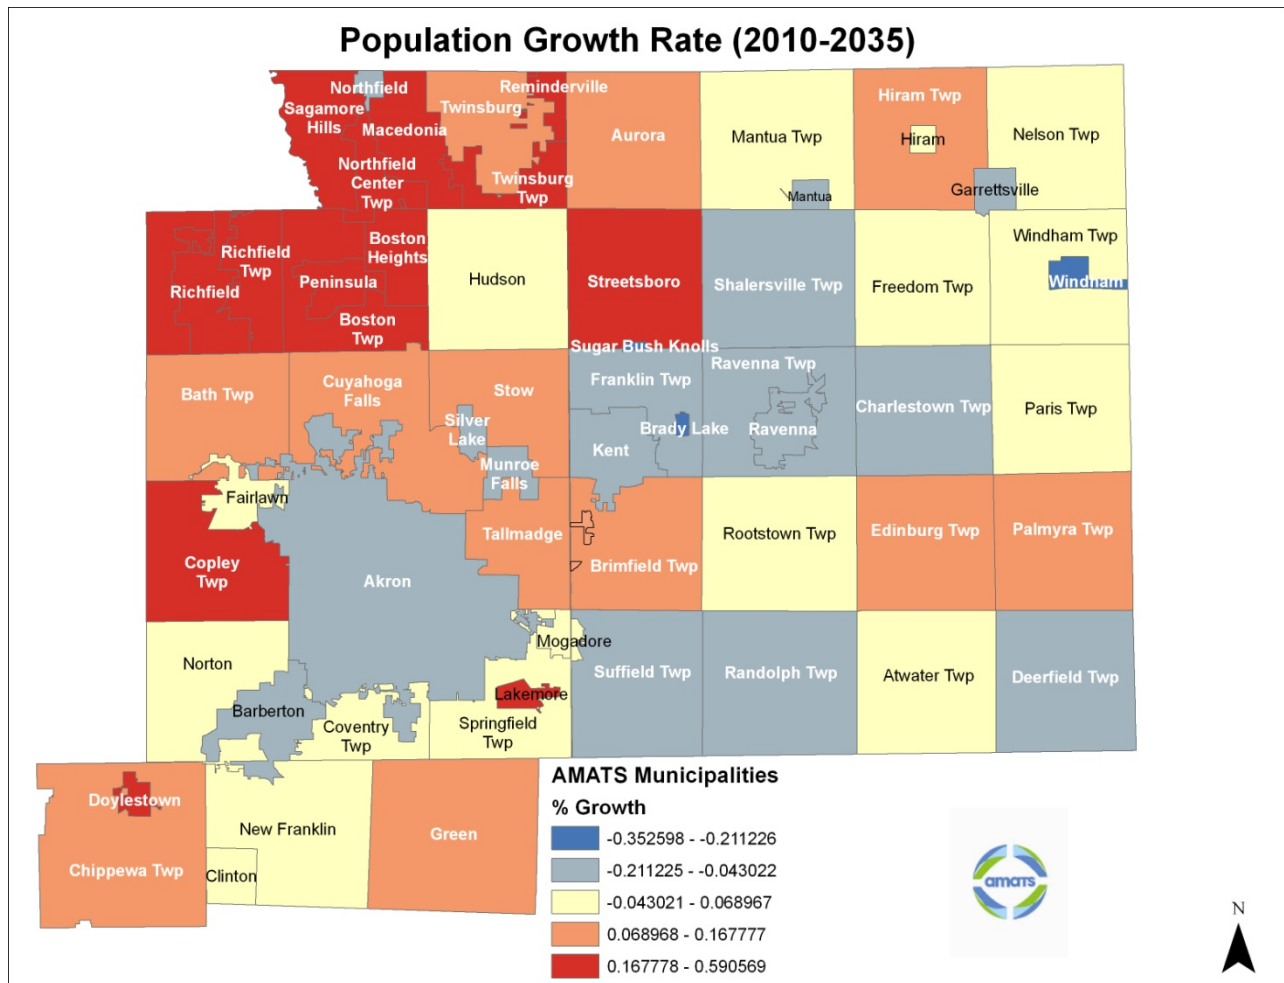 Population Growth Rate (2010-2035)
Northfield
Reminderville
Sagamore
Hills
Twinsburg
Hiram Twp
Macedonia
Aurora
Mantua Twp
Hiram
Nelson Twp
Northfield
Center
Twp
Twinsburg
Twp
Mantua
Garrettsville
Richfield
Twp
Boston
Heights
Windham Twp
Richfield
Peninsula
Hudson
Streetsboro
Shalersville Twp
Freedom Twp
Windham
Boston
Twp
Sugar Bush Knolls
Bath Twp
Cuyahoga
Falls
Stow
Franklin Twp
Ravenna Twp
Charlestown Twp
Paris Twp
Silver
Lake
Brady Lake
Ravenna
Kent
Munroe
Falls
Fairlawn
Copley
Twp
Akron
Tallmadge
Brimfield Twp
Rootstown Twp
Edinburg Twp
Palmyra Twp
Norton
Mogadore
Suffield Twp
Randolph Twp
Atwater Twp
Deerfield Twp
Barberton
Coventry
Twp
Lakemore
Springfield
Twp
Doylestown
Chippewa Twp
New Franklin
Clinton
Green
AMATS Municipalities
% Growth
-0.352598 - -0.211226
-0.211225 - -0.043022
-0.043021 - 0.068967
0.068968 - 0.167777
0.167778 - 0.590569
amats
N